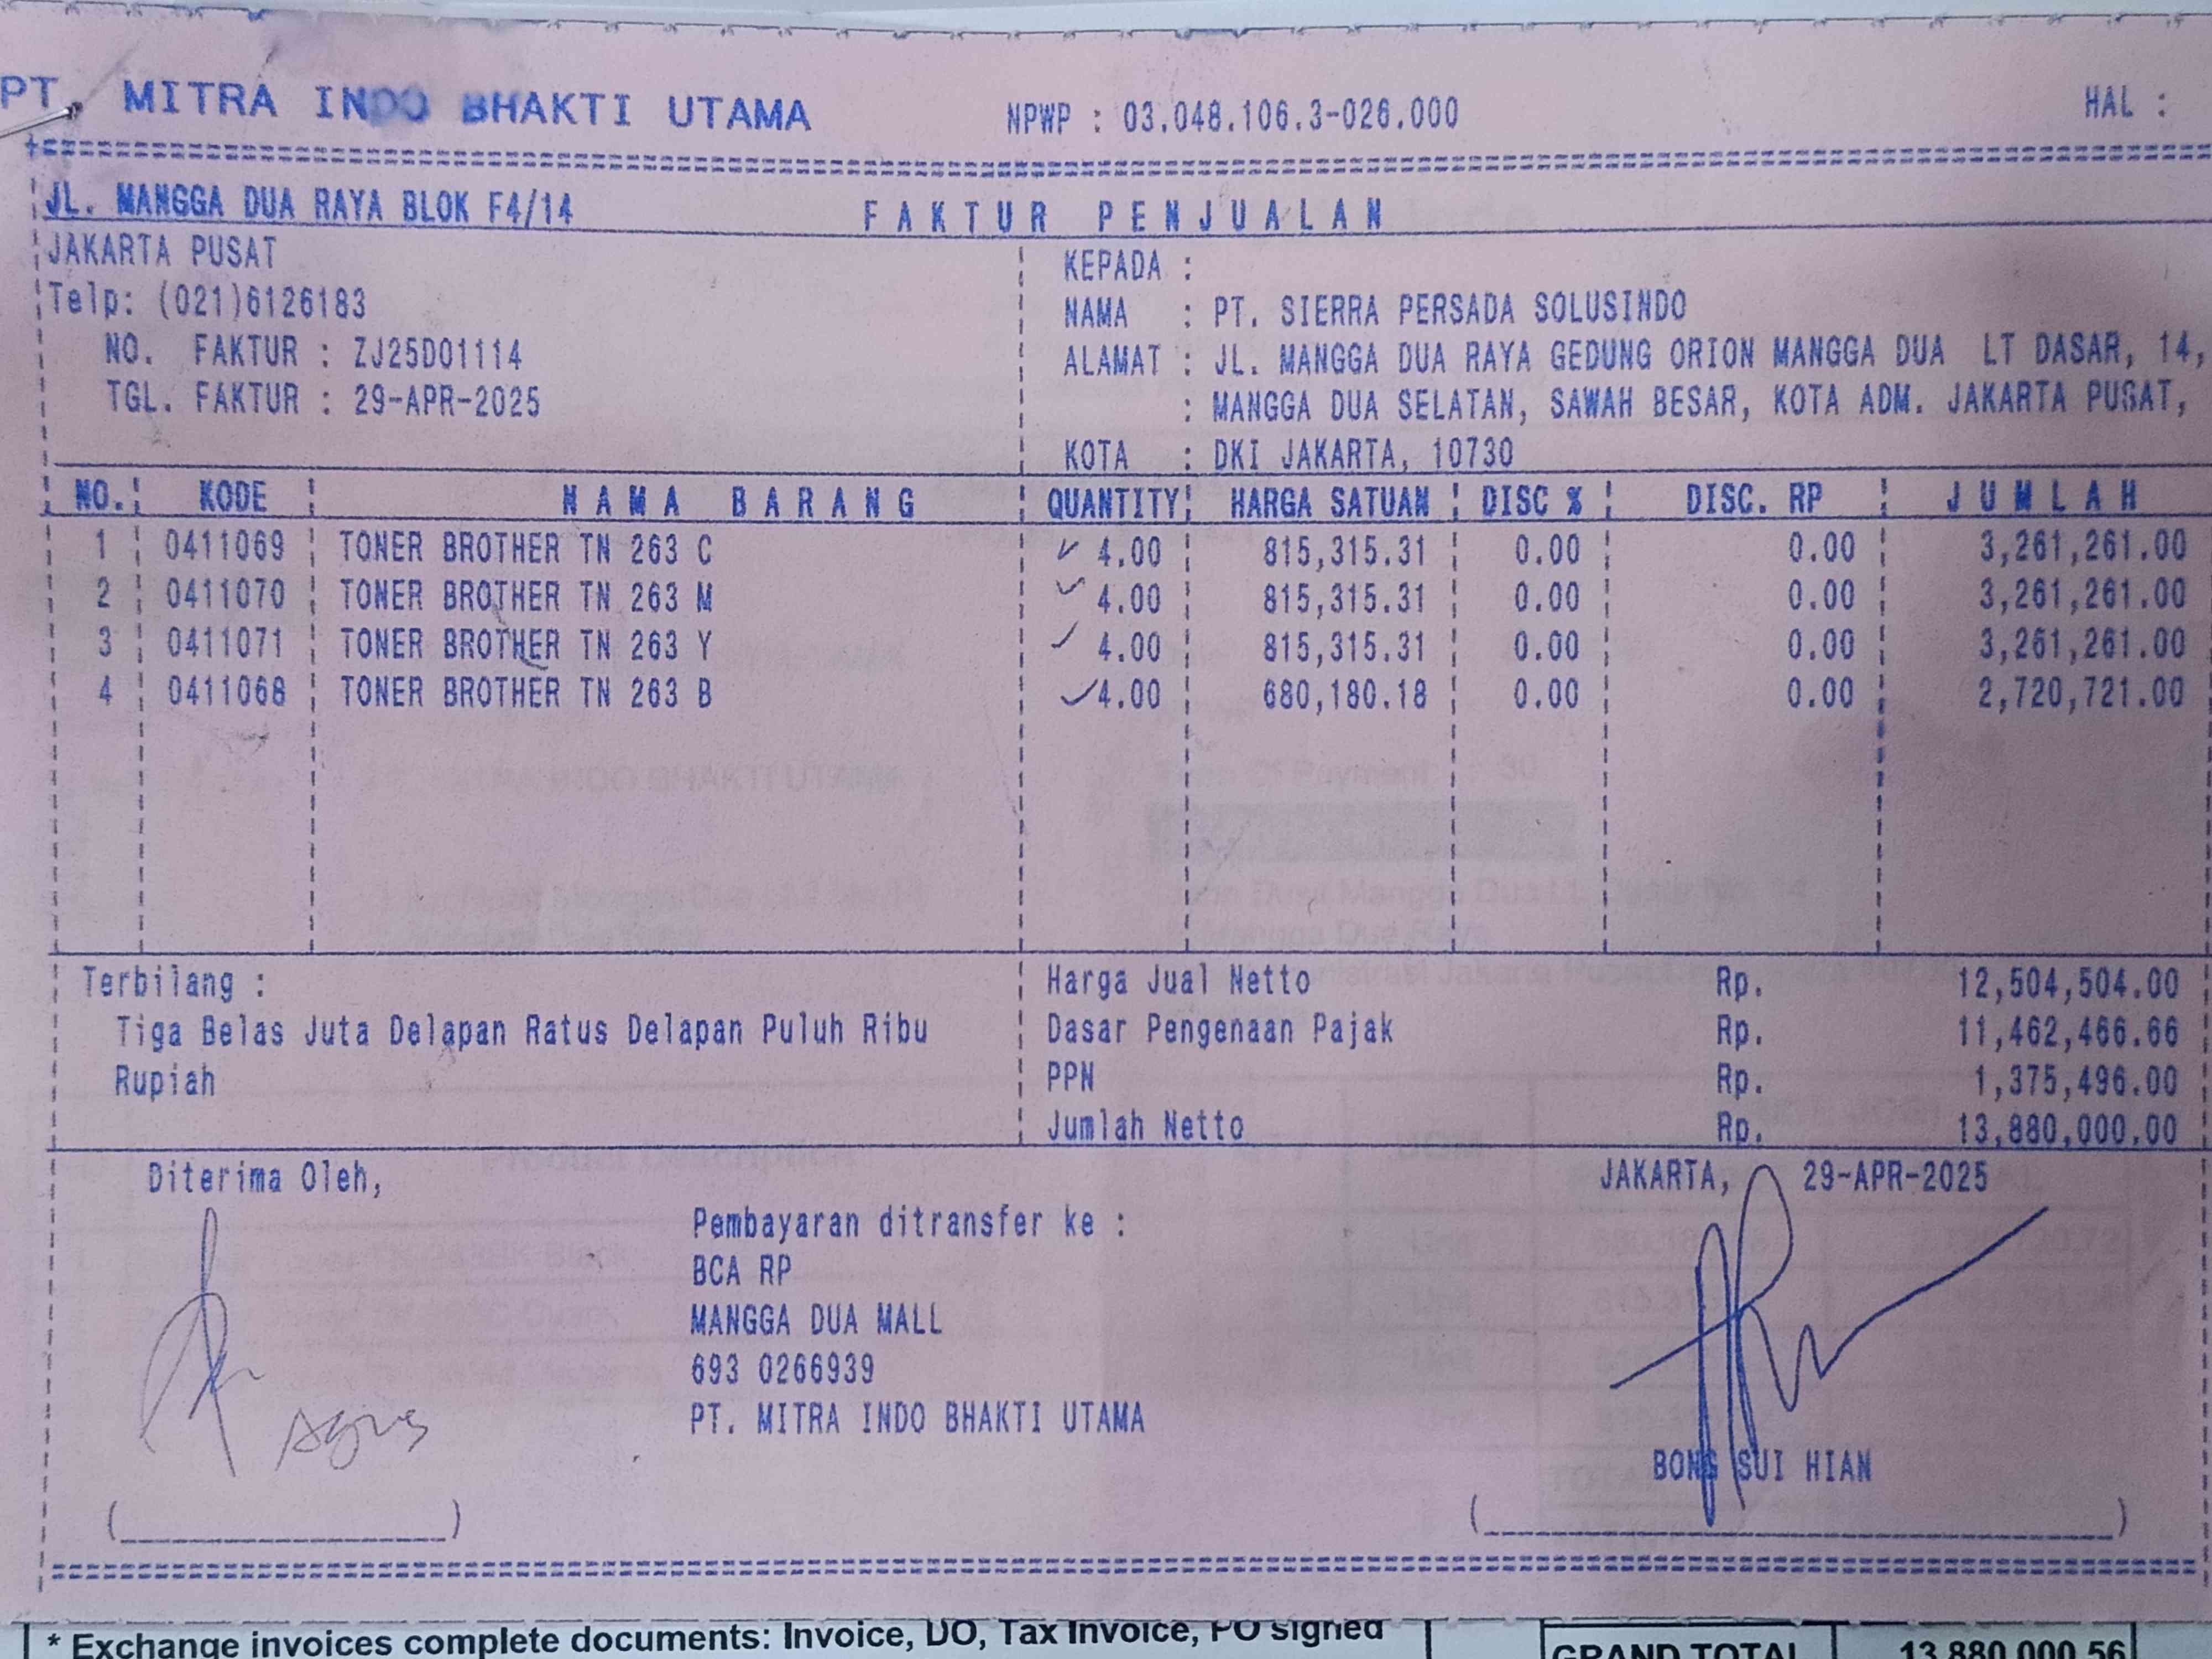 PT. MITRA INDO BHAKTI UTAMA NPWP : 03.048.106.3-026.000 HAL :
JL. MANGGA DUA RAYA BLOK F4/14 FAKTUR PENJUALAN
JAKARTA PUSAT
Telp: (021)6126183
NO. FAKTUR : ZJ25D01114
TGL. FAKTUR : 29-APR-2025
KEPADA :
NAMA : PT. SIERRA PERSADA SOLUSINDO
ALAMAT : JL. MANGGA DUA RAYA GEDUNG ORION MANGGA DUA LT DASAR, 14,
: MANGGA DUA SELATAN, SAWAH BESAR, KOTA ADM. JAKARTA PUSAT,
KOTA : DKI JAKARTA, 10730
NO. KODE NAMA BARANG QUANTITY HARGA SATUAN DISC % DISC. RP JUMLAH
1 0411069 TONER BROTHER TN 263 C 4.00 815,315.31 0.00 0.00 3,261,261.00
2 0411070 TONER BROTHER TN 263 M 4.00 815,315.31 0.00 0.00 3,261,261.00
3 0411071 TONER BROTHER TN 263 Y 4.00 815,315.31 0.00 0.00 3,261,261.00
4 0411068 TONER BROTHER TN 263 B 4.00 680,180.18 0.00 0.00 2,720,721.00
Terbilang :
Tiga Belas Juta Delapan Ratus Delapan Puluh Ribu
Rupiah
Harga Jual Netto Rp. 12,504,504.00
Dasar Pengenaan Pajak Rp. 11,462,466.66
PPN Rp. 1,375,496.00
Jumlah Netto Rp. 13,880,000.00
Diterima Oleh,
Agus
Pembayaran ditransfer ke :
BCA RP
MANGGA DUA MALL
693 0266939
PT. MITRA INDO BHAKTI UTAMA
JAKARTA, 29-APR-2025
BONG SUI HIAN
* Exchange invoices complete documents: Invoice, DO, Tax Invoice, PO signed
GRAND TOTAL 13,880,000.56